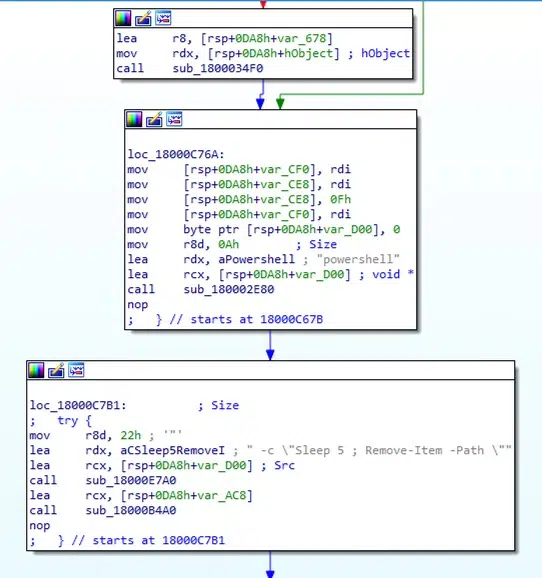 lea r8, [rsp+0DA8h+var_678]
mov rdx, [rsp+0DA8h+hObject] ; hObject
call sub_1800034F0
loc_18000C76A:
mov [rsp+0DA8h+var_CF0], rdi
mov [rsp+0DA8h+var_CE8], rdi
mov [rsp+0DA8h+var_CE8], 0Fh
mov [rsp+0DA8h+var_CF0], rdi
mov byte ptr [rsp+0DA8h+var_D00], 0
mov r8d, 0Ah ; Size
lea rdx, aPowershell ; "powershell"
lea rcx, [rsp+0DA8h+var_D00] ; void *
call sub_180002E80
nop
; } // starts at 18000C67B
loc_18000C7B1: ; Size
; try {
mov r8d, 22h ; '"'
lea rdx, aCSleep5RemoveI ; " -c \"Sleep 5 ; Remove-Item -Path \""
lea rcx, [rsp+0DA8h+var_D00] ; Src
call sub_18000E7A0
lea rcx, [rsp+0DA8h+var_AC8]
call sub_18000B4A0
nop
; } // starts at 18000C7B1